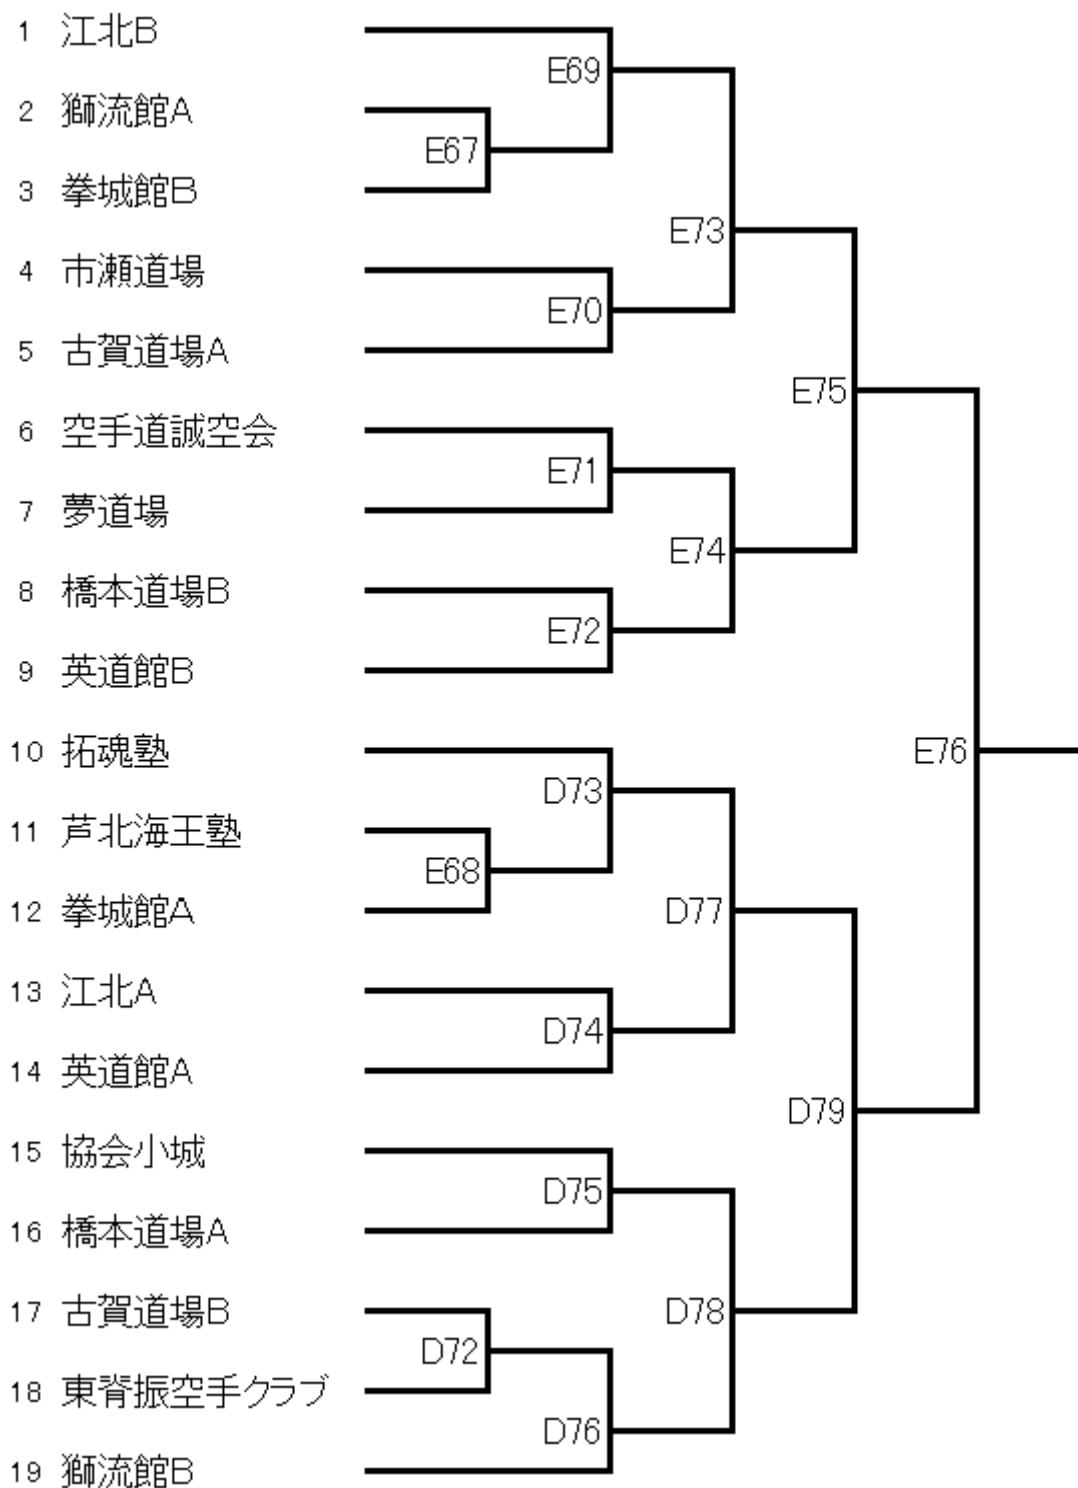 1 江北B
E69
2 獅流館A
E67
3 拳城館B
E73
4 市瀬道場
E70
5 古賀道場A
E75
6 空手道誠空会
E71
7 夢道場
E74
8 橋本道場B
E72
9 英道館B
10 拓魂塾
E76
D73
11 芦北海王塾
E68
12 拳城館A
D77
13 江北A
D74
14 英道館A
D79
15 協会小城
D75
16 橋本道場A
17 古賀道場B
D78
D72
18 東脊振空手クラブ
D76
19 獅流館B